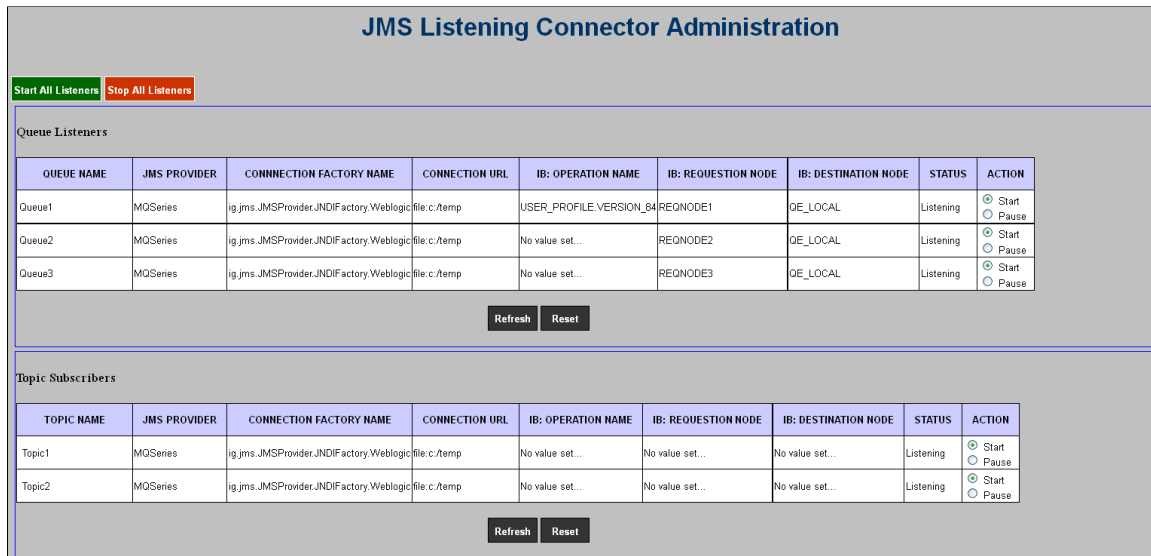 JMS Listening Connector Administration
Start All Listeners Stop All Listeners
Queue Listeners
QUEUE NAME JMS PROVIDER CONNNECTION FACTORY NAME CONNECTION URL IB: OPERATION NAME IB: REQUESTION NODE IB: DESTINATION NODE STATUS ACTION
Queue1 MQSeries ig.jms.JMSProvider.JNDIFactory.Weblogic file:c:/temp USER_PROFILE.VERSION_84 REQNODE1 QE_LOCAL Listening Start
Pause
Queue2 MQSeries ig.jms.JMSProvider.JNDIFactory.Weblogic file:c:/temp No value set... REQNODE2 QE_LOCAL Listening Start
Pause
Queue3 MQSeries ig.jms.JMSProvider.JNDIFactory.Weblogic file:c:/temp No value set... REQNODE3 QE_LOCAL Listening Start
Pause
Refresh Reset
Topic Subscribers
TOPIC NAME JMS PROVIDER CONNECTION FACTORY NAME CONNECTION URL IB: OPERATION NAME IB: REQUESTION NODE IB: DESTINATION NODE STATUS ACTION
Topic1 MQSeries ig.jms.JMSProvider.JNDIFactory.Weblogic file:c:/temp No value set... No value set... No value set... Listening Start
Pause
Topic2 MQSeries ig.jms.JMSProvider.JNDIFactory.Weblogic file:c:/temp No value set... No value set... No value set... Listening Start
Pause
Refresh Reset